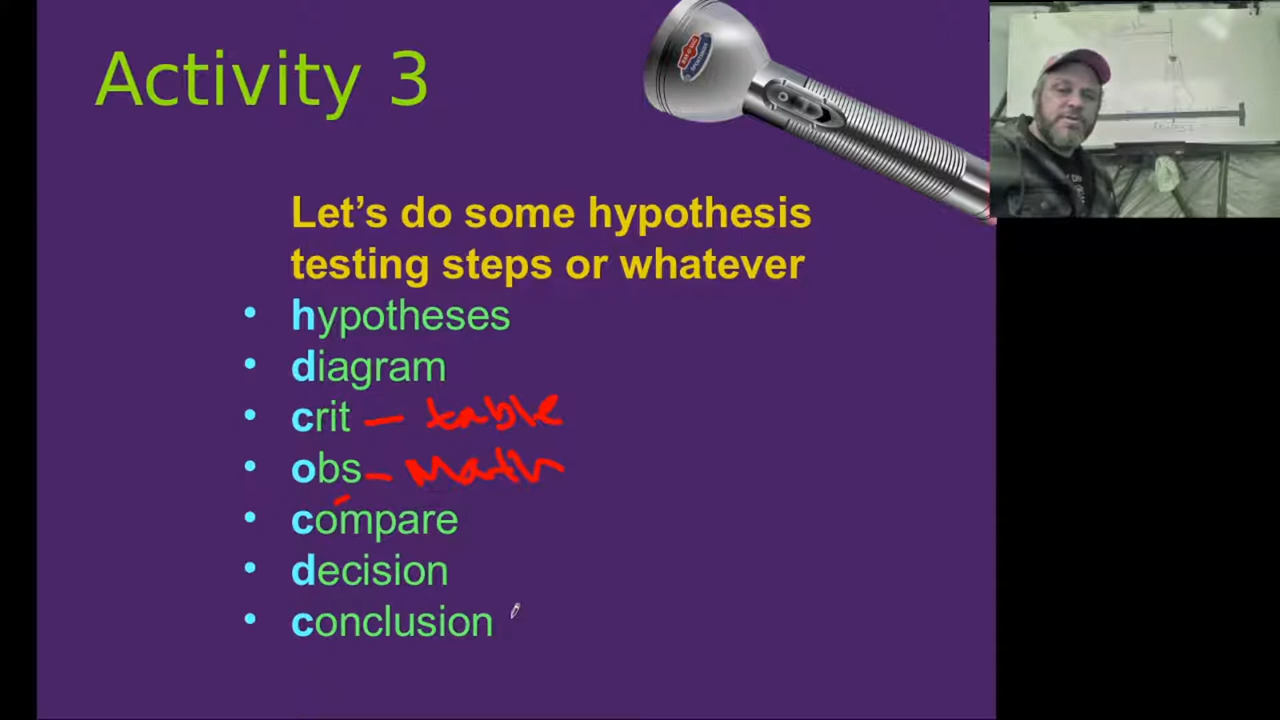 Activity 3
Let's do some hypothesis
testing steps or whatever
• hypotheses
• diagram
• crit – table
• obs – Math
• compare
• decision
• conclusion